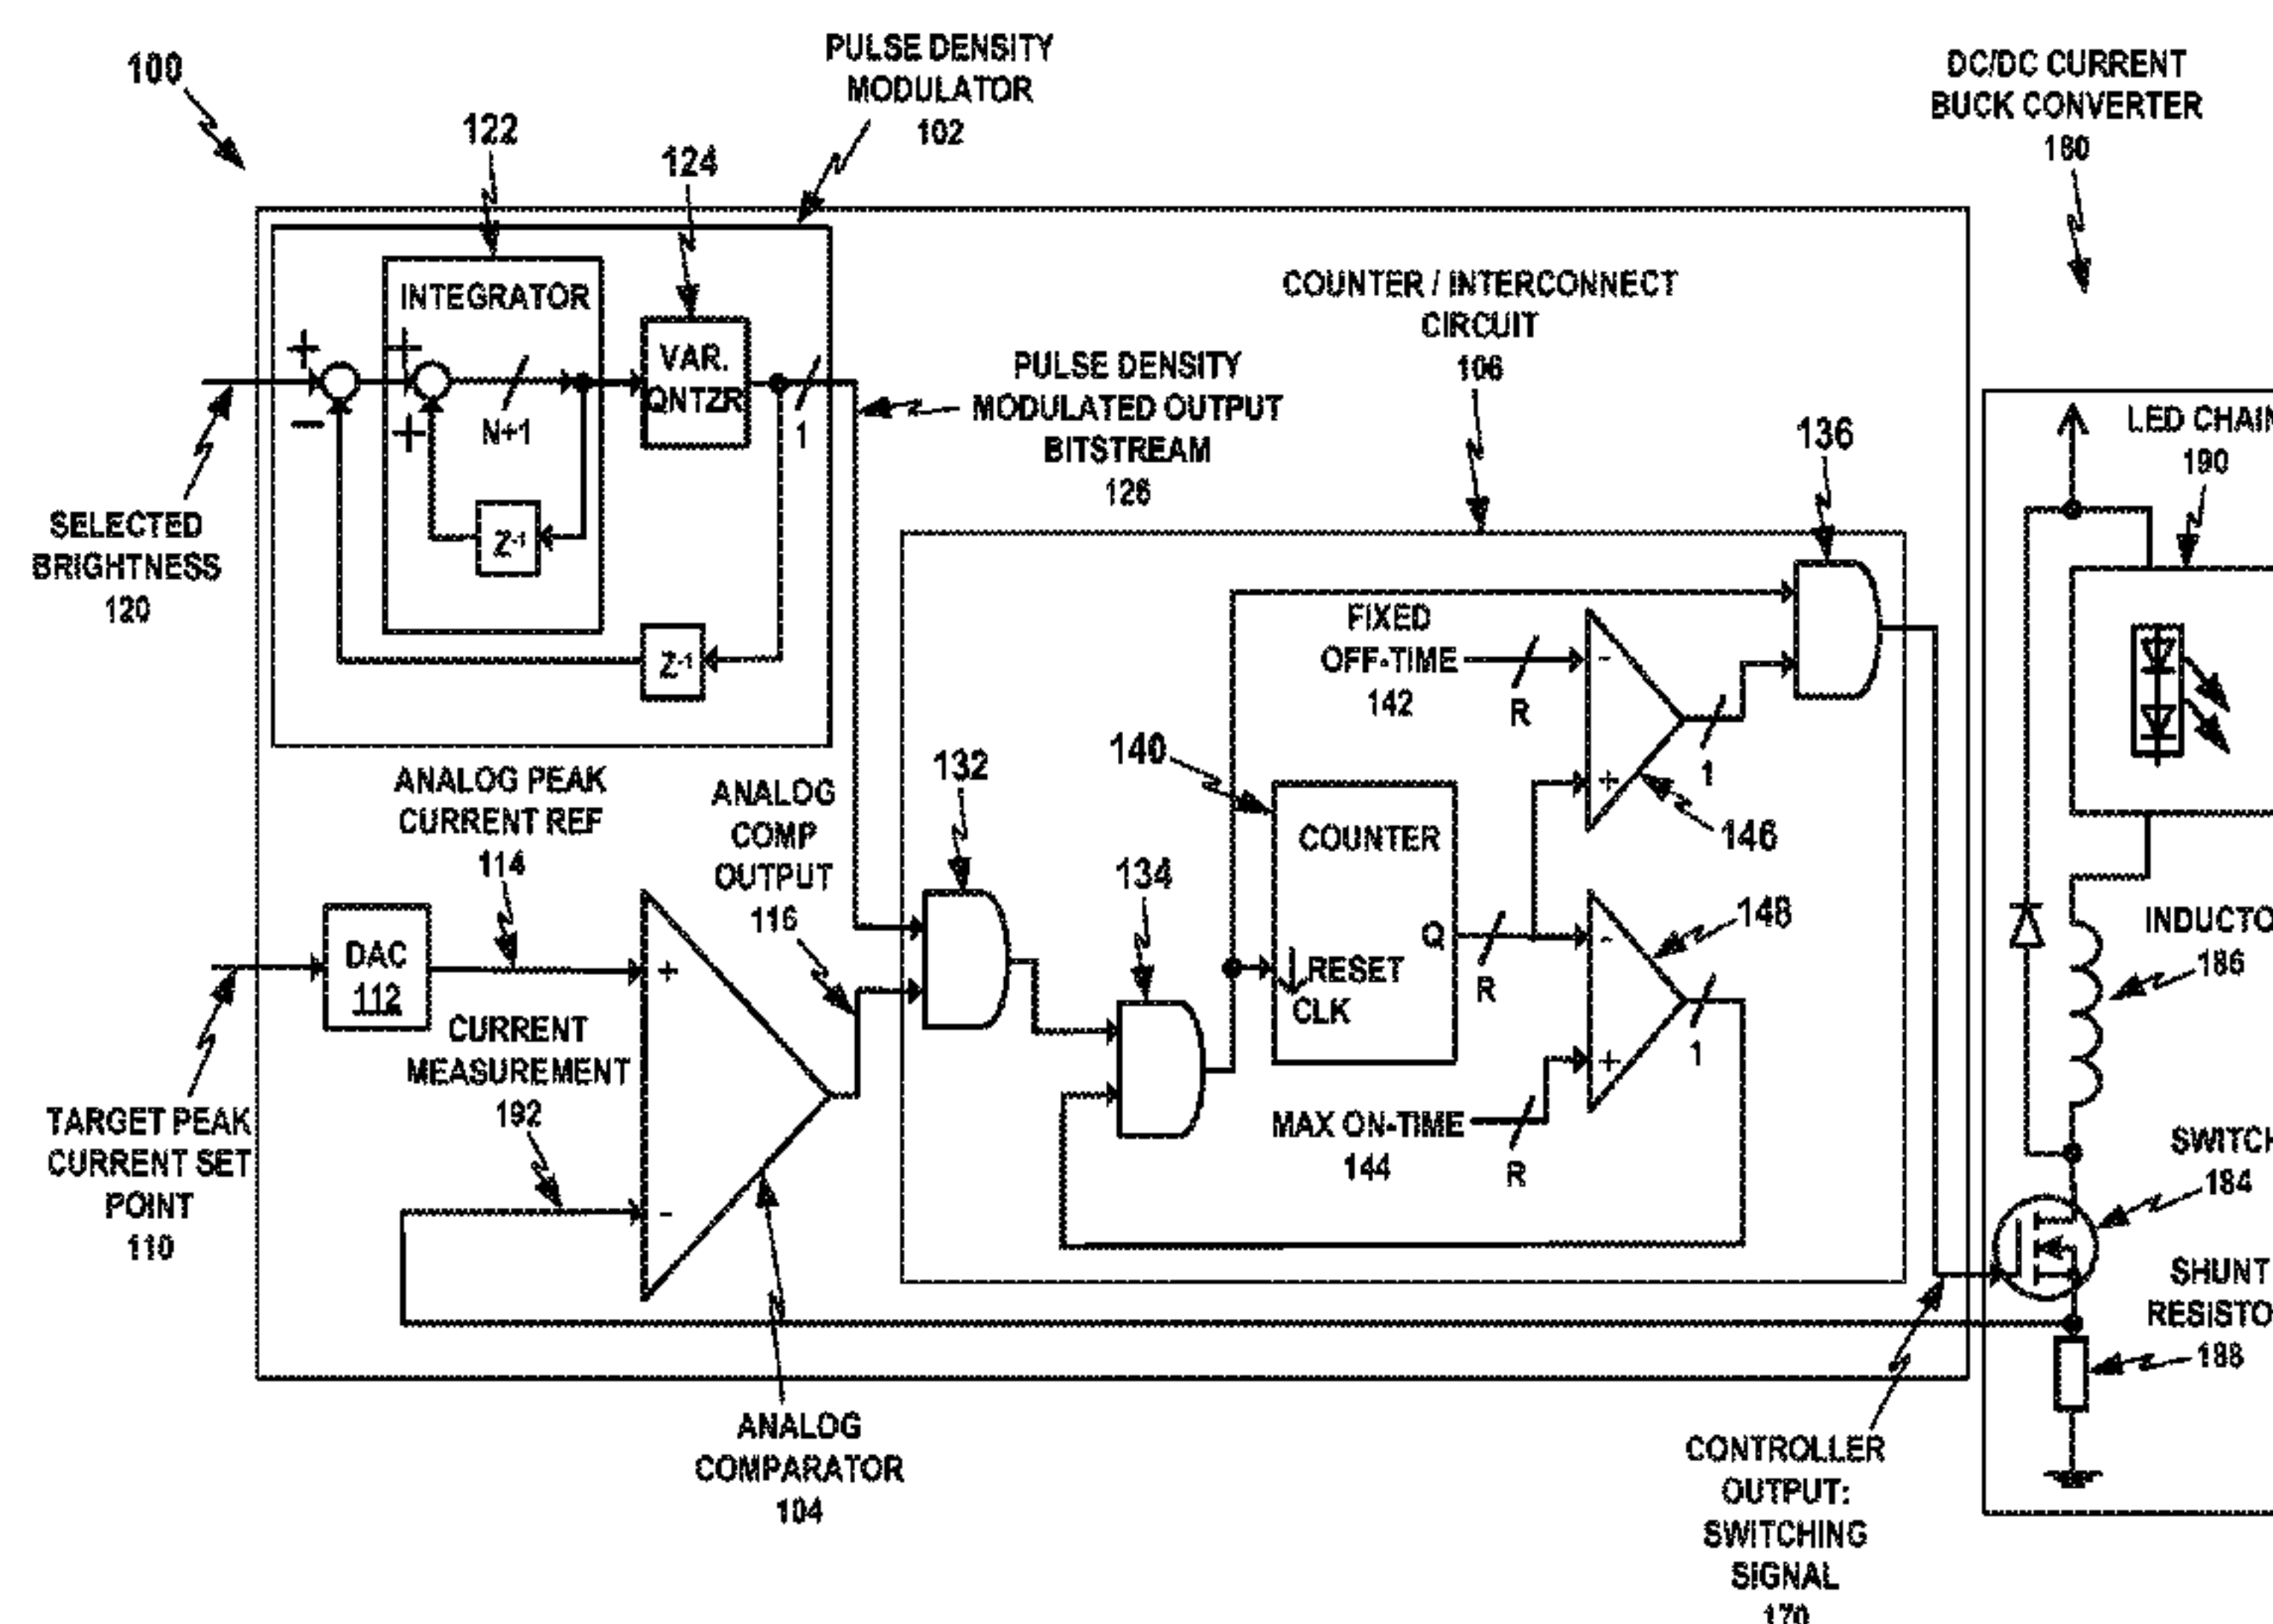 100
PULSE DENSITY
MODULATOR
102
DC/DC CURRENT
BUCK CONVERTER
180
122
124
INTEGRATOR
VAR.
QNTZR
+
+
−
+
N+1
1
Z-1
Z-1
SELECTED
BRIGHTNESS
120
PULSE DENSITY
MODULATED OUTPUT
BITSTREAM
126
COUNTER / INTERCONNECT
CIRCUIT
106
136
LED CHAIN
190
FIXED
OFF-TIME
142
R
-
+
1
146
ANALOG PEAK
CURRENT REF
114
ANALOG
COMP
OUTPUT
116
132
134
140
COUNTER
Q
RESET
CLK
R
-
+
1
148
MAX ON-TIME
144
R
DAC
112
+
-
CURRENT
MEASUREMENT
192
TARGET PEAK
CURRENT SET
POINT
110
INDUCTO
186
SWITCH
184
SHUNT
RESISTO
188
ANALOG
COMPARATOR
104
CONTROLLER
OUTPUT:
SWITCHING
SIGNAL
170